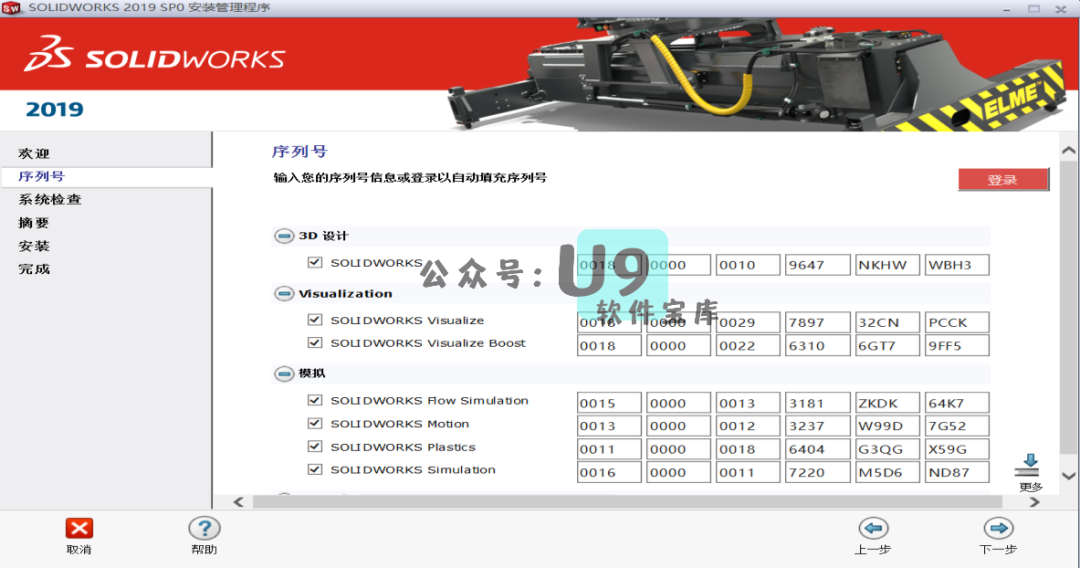 SW SOLIDWORKS 2019 SP0 安装管理程序
SOLIDWORKS
2019
ELME™
欢迎
序列号
系统检查
摘要
安装
完成
序列号
输入您的序列号信息或登录以自动填充序列号
登录
3D 设计
SOLIDWORKS 0018 0000 0010 9647 NKHW WBH3
公众号: U9
软件宝库
Visualization
SOLIDWORKS Visualize 0018 0000 0029 7897 32CN PCCK
SOLIDWORKS Visualize Boost 0018 0000 0022 6310 6GT7 9FF5
模拟
SOLIDWORKS Flow Simulation 0015 0000 0013 3181 ZKDK 64K7
SOLIDWORKS Motion 0013 0000 0012 3237 W99D 7G52
SOLIDWORKS Plastics 0011 0000 0018 6404 G3QG X59G
SOLIDWORKS Simulation 0016 0000 0011 7220 M5D6 ND87
更多
取消
帮助
上一步
下一步